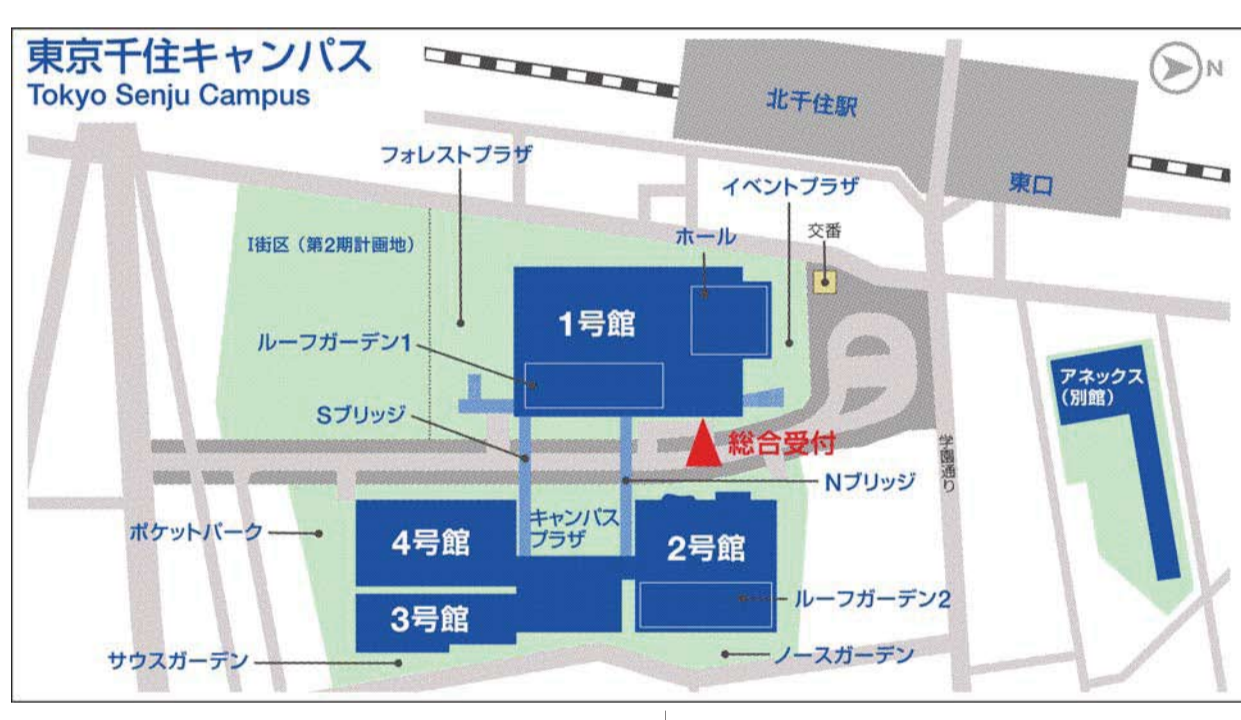 東京千住キャンパス
Tokyo Senju Campus
N
北千住駅
東口
フォレストプラザ
イベントプラザ
交番
ホール
I街区(第2期計画地)
1号館
ルーフガーデン1
アネックス
(別館)
Sブリッジ
総合受付
学園通り
Nブリッジ
キャンパス
プラザ
ポケットパーク
4号館
2号館
ルーフガーデン2
3号館
サウスガーデン
ノースガーデン